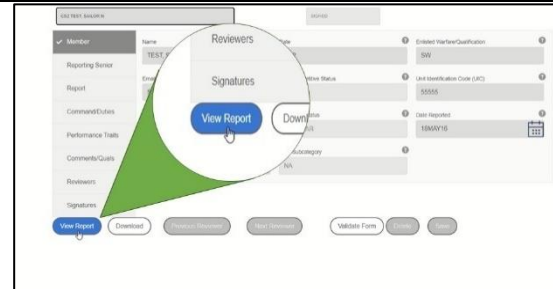 CS2 TEST, SAILOR N
Member
Reporting Senior
Report
Command/Duties
Performance Traits
Comments/Quals
Reviewers
Signatures
Name
TEST,
Enlisted Warfare/Qualification
SW
Unit Identification Code (UIC)
55555
Date Reported
18MAY16
NA
Reviewers
Signatures
View Report
Down
View Report
Download
Previous Reviewer
Next Reviewer
Validate Form
Delete
Save